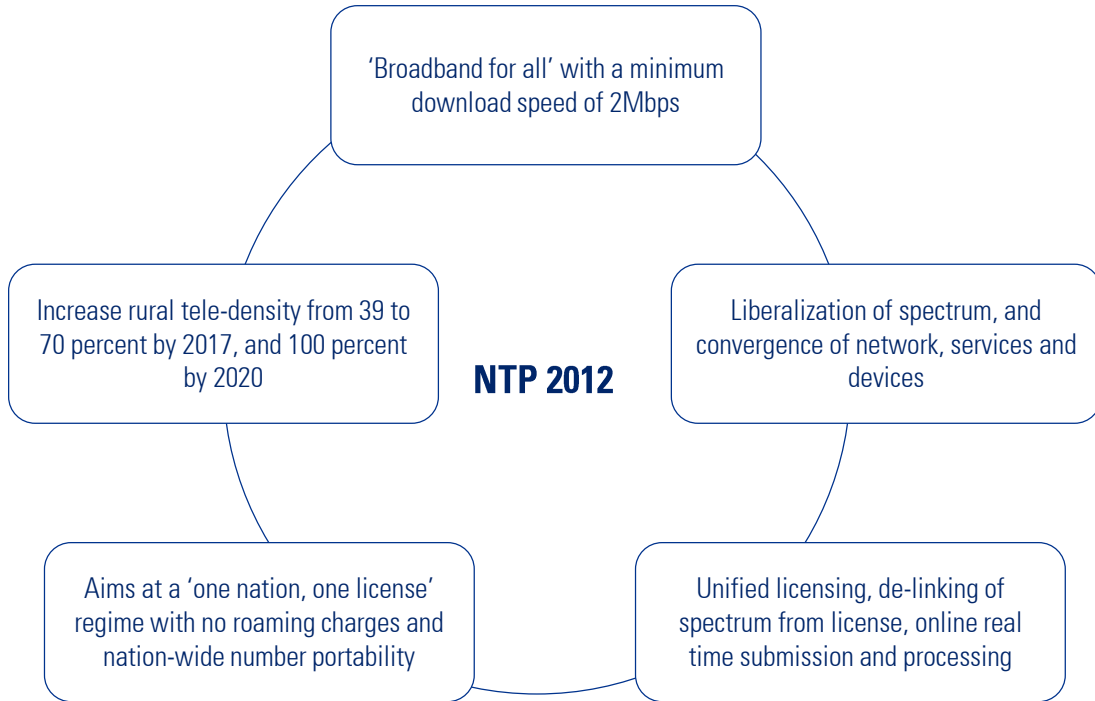 ‘Broadband for all’ with a minimum
download speed of 2Mbps
Increase rural tele-density from 39 to
70 percent by 2017, and 100 percent
by 2020
NTP 2012
Liberalization of spectrum, and
convergence of network, services and
devices
Aims at a ‘one nation, one license’
regime with no roaming charges and
nation-wide number portability
Unified licensing, de-linking of
spectrum from license, online real
time submission and processing